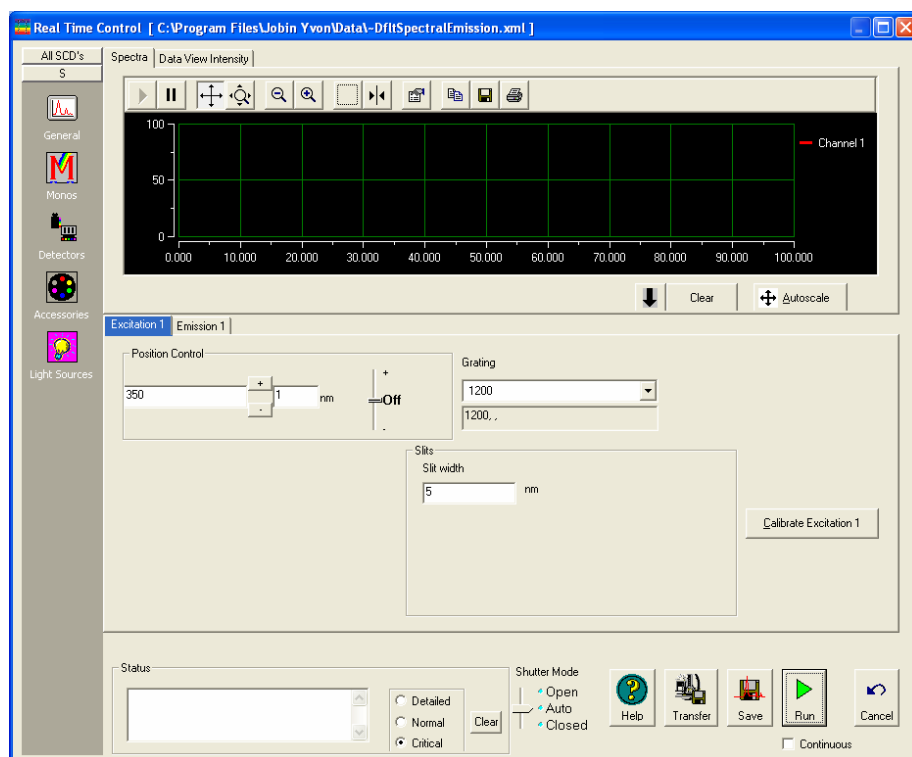 Real Time Control [ C:\Program Files\Jobin Yvon\Data\~DfltSpectralEmission.xml ]
All SCD's
S
General
Monos
Detectors
Accessories
Light Sources
Spectra Data View Intensity
100
50
0
0.000 10.000 20.000 30.000 40.000 50.000 60.000 70.000 80.000 90.000 100.000
Channel 1
Clear Autoscale
Excitation 1 Emission 1
Position Control
350 + 1 nm
-
+
Off
-
Grating
1200
1200, ,
Slits
Slit width
5 nm
Calibrate Excitation 1
Status
Detailed
Normal
Critical
Clear
Shutter Mode
Open
Auto
Closed
Help Transfer Save Run Cancel
Continuous